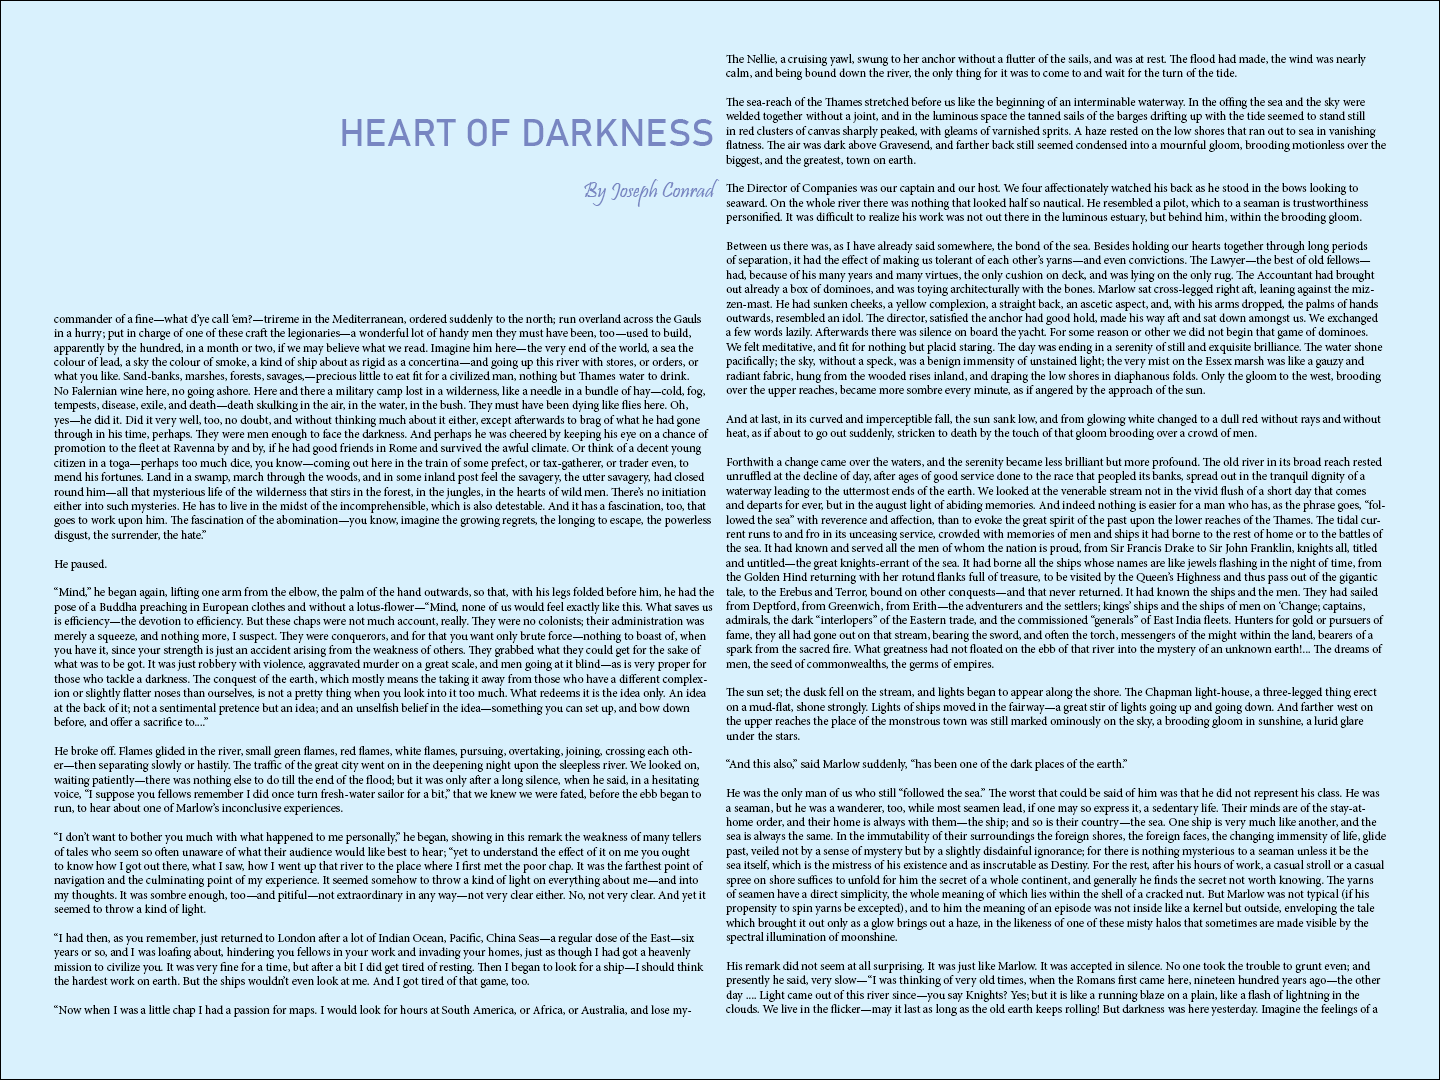 HEART OF DARKNESS
By Joseph Conrad
The Nellie, a cruising yawl, swung to her anchor without a flutter of the sails, and was at rest. The flood had made, the wind was nearly
calm, and being bound down the river, the only thing for it was to come to and wait for the turn of the tide.
The sea-reach of the Thames stretched before us like the beginning of an interminable waterway. In the offing the sea and the sky were
welded together without a joint, and in the luminous space the tanned sails of the barges drifting up with the tide seemed to stand still
in red clusters of canvas sharply peaked, with gleams of varnished sprits. A haze rested on the low shores that ran out to sea in vanishing
flatness. The air was dark above Gravesend, and farther back still seemed condensed into a mournful gloom, brooding motionless over the
biggest, and the greatest, town on earth.
The Director of Companies was our captain and our host. We four affectionately watched his back as he stood in the bows looking to
seaward. On the whole river there was nothing that looked half so nautical. He resembled a pilot, which to a seaman is trustworthiness
personified. It was difficult to realize his work was not out there in the luminous estuary, but behind him, within the brooding gloom.
Between us there was, as I have already said somewhere, the bond of the sea. Besides holding our hearts together through long periods
of separation, it had the effect of making us tolerant of each other’s yarns—and even convictions. The Lawyer—the best of old fellows—
had, because of his many years and many virtues, the only cushion on deck, and was lying on the only rug. The Accountant had brought
out already a box of dominoes, and was toying architecturally with the bones. Marlow sat cross-legged right aft, leaning against the miz-
zen-mast. He had sunken cheeks, a yellow complexion, a straight back, an ascetic aspect, and, with his arms dropped, the palms of hands
outwards, resembled an idol. The director, satisfied the anchor had good hold, made his way aft and sat down amongst us. We exchanged
a few words lazily. Afterwards there was silence on board the yacht. For some reason or other we did not begin that game of dominoes.
We felt meditative, and fit for nothing but placid staring. The day was ending in a serenity of still and exquisite brilliance. The water shone
pacifically; the sky, without a speck, was a benign immensity of unstained light; the very mist on the Essex marsh was like a gauzy and
radiant fabric, hung from the wooded rises inland, and draping the low shores in diaphanous folds. Only the gloom to the west, brooding
over the upper reaches, became more sombre every minute, as if angered by the approach of the sun.
And at last, in its curved and imperceptible fall, the sun sank low, and from glowing white changed to a dull red without rays and without
heat, as if about to go out suddenly, stricken to death by the touch of that gloom brooding over a crowd of men.
Forthwith a change came over the waters, and the serenity became less brilliant but more profound. The old river in its broad reach rested
unruffled at the decline of day, after ages of good service done to the race that peopled its banks, spread out in the tranquil dignity of a
waterway leading to the uttermost ends of the earth. We looked at the venerable stream not in the vivid flush of a short day that comes
and departs for ever, but in the august light of abiding memories. And indeed nothing is easier for a man who has, as the phrase goes, “fol-
lowed the sea” with reverence and affection, than to evoke the great spirit of the past upon the lower reaches of the Thames. The tidal cur-
rent runs to and fro in its unceasing service, crowded with memories of men and ships it had borne to the rest of home or to the battles of
the sea. It had known and served all the men of whom the nation is proud, from Sir Francis Drake to Sir John Franklin, knights all, titled
and untitled—the great knights-errant of the sea. It had borne all the ships whose names are like jewels flashing in the night of time, from
the Golden Hind returning with her rotund flanks full of treasure, to be visited by the Queen’s Highness and thus pass out of the gigantic
tale, to the Erebus and Terror, bound on other conquests—and that never returned. It had known the ships and the men. They had sailed
from Deptford, from Greenwich, from Erith—the adventurers and the settlers; kings’ ships and the ships of men on ‘Change; captains,
admirals, the dark “interlopers” of the Eastern trade, and the commissioned “generals” of East India fleets. Hunters for gold or pursuers of
fame, they all had gone out on that stream, bearing the sword, and often the torch, messengers of the might within the land, bearers of a
spark from the sacred fire. What greatness had not floated on the ebb of that river into the mystery of an unknown earth!... The dreams of
men, the seed of commonwealths, the germs of empires.
The sun set; the dusk fell on the stream, and lights began to appear along the shore. The Chapman light-house, a three-legged thing erect
on a mud-flat, shone strongly. Lights of ships moved in the fairway—a great stir of lights going up and going down. And farther west on
the upper reaches the place of the monstrous town was still marked ominously on the sky, a brooding gloom in sunshine, a lurid glare
under the stars.
“And this also,” said Marlow suddenly, “has been one of the dark places of the earth.”
He was the only man of us who still “followed the sea.” The worst that could be said of him was that he did not represent his class. He was
a seaman, but he was a wanderer, too, while most seamen lead, if one may so express it, a sedentary life. Their minds are of the stay-at-
home order, and their home is always with them—the ship; and so is their country—the sea. One ship is very much like another, and the
sea is always the same. In the immutability of their surroundings the foreign shores, the foreign faces, the changing immensity of life, glide
past, veiled not by a sense of mystery but by a slightly disdainful ignorance; for there is nothing mysterious to a seaman unless it be the
sea itself, which is the mistress of his existence and as inscrutable as Destiny. For the rest, after his hours of work, a casual stroll or a casual
spree on shore suffices to unfold for him the secret of a whole continent, and generally he finds the secret not worth knowing. The yarns
of seamen have a direct simplicity, the whole meaning of which lies within the shell of a cracked nut. But Marlow was not typical (if his
propensity to spin yarns be excepted), and to him the meaning of an episode was not inside like a kernel but outside, enveloping the tale
which brought it out only as a glow brings out a haze, in the likeness of one of these misty halos that sometimes are made visible by the
spectral illumination of moonshine.
His remark did not seem at all surprising. It was just like Marlow. It was accepted in silence. No one took the trouble to grunt even; and
presently he said, very slow—“I was thinking of very old times, when the Romans first came here, nineteen hundred years ago—the other
day .... Light came out of this river since—you say Knights? Yes; but it is like a running blaze on a plain, like a flash of lightning in the
clouds. We live in the flicker—may it last as long as the old earth keeps rolling! But darkness was here yesterday. Imagine the feelings of a
commander of a fine—what d’ye call ‘em?—trireme in the Mediterranean, ordered suddenly to the north; run overland across the Gauls
in a hurry; put in charge of one of these craft the legionaries—a wonderful lot of handy men they must have been, too—used to build,
apparently by the hundred, in a month or two, if we may believe what we read. Imagine him here—the very end of the world, a sea the
colour of lead, a sky the colour of smoke, a kind of ship about as rigid as a concertina—and going up this river with stores, or orders, or
what you like. Sand-banks, marshes, forests, savages,—precious little to eat fit for a civilized man, nothing but Thames water to drink.
No Falernian wine here, no going ashore. Here and there a military camp lost in a wilderness, like a needle in a bundle of hay—cold, fog,
tempests, disease, exile, and death—death skulking in the air, in the water, in the bush. They must have been dying like flies here. Oh,
yes—he did it. Did it very well, too, no doubt, and without thinking much about it either, except afterwards to brag of what he had gone
through in his time, perhaps. They were men enough to face the darkness. And perhaps he was cheered by keeping his eye on a chance of
promotion to the fleet at Ravenna by and by, if he had good friends in Rome and survived the awful climate. Or think of a decent young
citizen in a toga—perhaps too much dice, you know—coming out here in the train of some prefect, or tax-gatherer, or trader even, to
mend his fortunes. Land in a swamp, march through the woods, and in some inland post feel the savagery, the utter savagery, had closed
round him—all that mysterious life of the wilderness that stirs in the forest, in the jungles, in the hearts of wild men. There’s no initiation
either into such mysteries. He has to live in the midst of the incomprehensible, which is also detestable. And it has a fascination, too, that
goes to work upon him. The fascination of the abomination—you know, imagine the growing regrets, the longing to escape, the powerless
disgust, the surrender, the hate.”
He paused.
“Mind,” he began again, lifting one arm from the elbow, the palm of the hand outwards, so that, with his legs folded before him, he had the
pose of a Buddha preaching in European clothes and without a lotus-flower—“Mind, none of us would feel exactly like this. What saves us
is efficiency—the devotion to efficiency. But these chaps were not much account, really. They were no colonists; their administration was
merely a squeeze, and nothing more, I suspect. They were conquerors, and for that you want only brute force—nothing to boast of, when
you have it, since your strength is just an accident arising from the weakness of others. They grabbed what they could get for the sake of
what was to be got. It was just robbery with violence, aggravated murder on a great scale, and men going at it blind—as is very proper for
those who tackle a darkness. The conquest of the earth, which mostly means the taking it away from those who have a different complex-
ion or slightly flatter noses than ourselves, is not a pretty thing when you look into it too much. What redeems it is the idea only. An idea
at the back of it; not a sentimental pretence but an idea; and an unselfish belief in the idea—something you can set up, and bow down
before, and offer a sacrifice to....”
He broke off. Flames glided in the river, small green flames, red flames, white flames, pursuing, overtaking, joining, crossing each oth-
er—then separating slowly or hastily. The traffic of the great city went on in the deepening night upon the sleepless river. We looked on,
waiting patiently—there was nothing else to do till the end of the flood; but it was only after a long silence, when he said, in a hesitating
voice, “I suppose you fellows remember I did once turn fresh-water sailor for a bit,” that we knew we were fated, before the ebb began to
run, to hear about one of Marlow’s inconclusive experiences.
“I don’t want to bother you much with what happened to me personally,” he began, showing in this remark the weakness of many tellers
of tales who seem so often unaware of what their audience would like best to hear; “yet to understand the effect of it on me you ought
to know how I got out there, what I saw, how I went up that river to the place where I first met the poor chap. It was the farthest point of
navigation and the culminating point of my experience. It seemed somehow to throw a kind of light on everything about me—and into
my thoughts. It was sombre enough, too—and pitiful—not extraordinary in any way—not very clear either. No, not very clear. And yet it
seemed to throw a kind of light.
“I had then, as you remember, just returned to London after a lot of Indian Ocean, Pacific, China Seas—a regular dose of the East—six
years or so, and I was loafing about, hindering you fellows in your work and invading your homes, just as though I had got a heavenly
mission to civilize you. It was very fine for a time, but after a bit I did get tired of resting. Then I began to look for a ship—I should think
the hardest work on earth. But the ships wouldn’t even look at me. And I got tired of that game, too.
“Now when I was a little chap I had a passion for maps. I would look for hours at South America, or Africa, or Australia, and lose my-